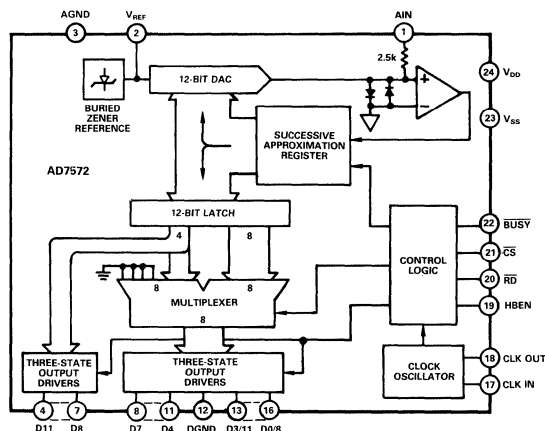 AGND
3
VREF
2
AIN
1
2.5k
12-BIT DAC
+
–
24
VDD
23
VSS
BURIED
ZENER
REFERENCE
SUCCESSIVE
APPROXIMATION
REGISTER
AD7572
12-BIT LATCH
4
8
8
8
MULTIPLEXER
8
CONTROL
LOGIC
22
BUSY
21
CS
20
RD
19
HBEN
THREE-STATE
OUTPUT
DRIVERS
THREE-STATE
OUTPUT
DRIVERS
CLOCK
OSCILLATOR
18
CLK OUT
17
CLK IN
4
7
8
11
12
13
16
D11
D8
D7
D4
DGND
D3/11
D0/8